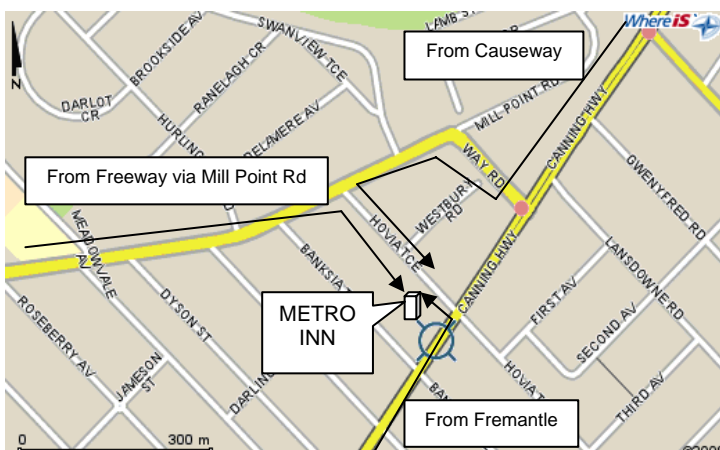 LAMB ST
WhereiS
SWANVIEW TCE
From Causeway
BROOKSIDE AV
RANELAGH CR
N
DARLOT
CR
MILL POINT RD
CANNING HWY
HURLIN
DELAMERE AV
WAY RD
GWENYFRED RD
From Freeway via Mill Point Rd
WESTBURY
RD
MEADOWVALE
AV
HOVIA TCE
LANSDOWNE RD
BANKSIA
CANNING HWY
FIRST AV
ROSEBERRY AV
DYSON ST
METRO
INN
SECOND AV
HOVIA T
JAMESON
ST
DARLING
BA
THIRD AV
From Fremantle
0 300 m